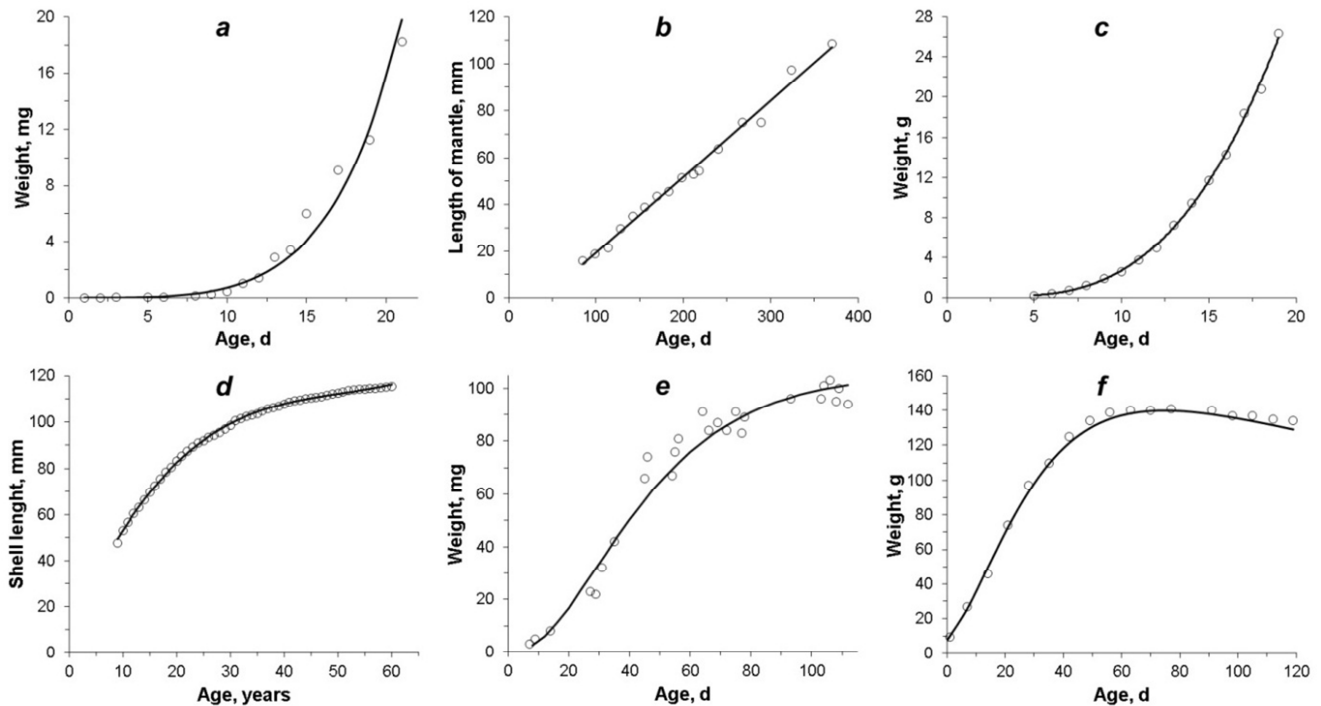 a
Weight, mg
20
16
12
8
4
0
0 5 10 15 20
Age, d
b
Length of mantle, mm
120
100
80
60
40
20
0
0 100 200 300 400
Age, d
c
Weight, g
28
24
20
16
12
8
4
0
0 5 10 15 20
Age, d
d
Shell lenght, mm
120
100
80
60
40
20
0
0 10 20 30 40 50 60
Age, years
e
Weight, mg
100
80
60
40
20
0
0 20 40 60 80 100
Age, d
f
Weight, g
160
140
120
100
80
60
40
20
0
0 20 40 60 80 100 120
Age, d